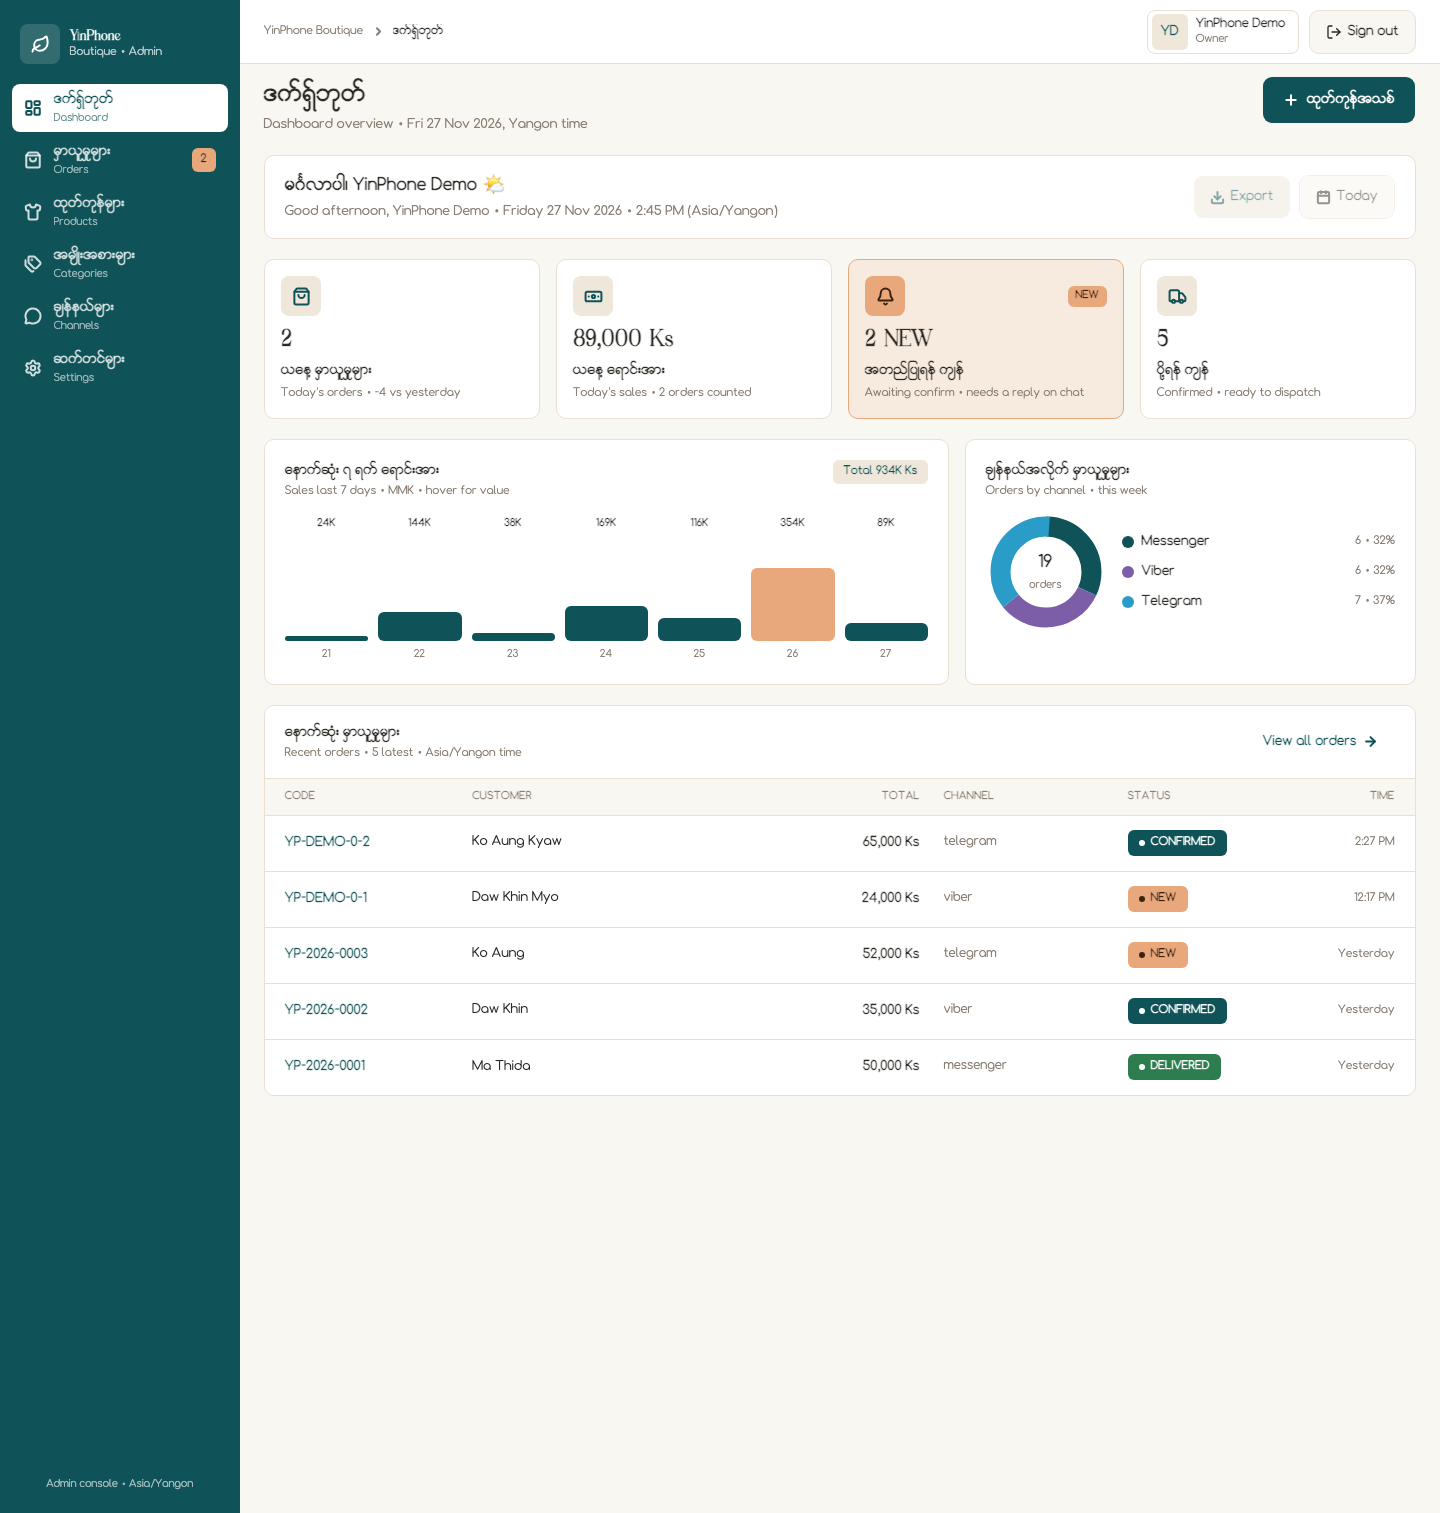 YinPhone
Boutique • Admin
ဒက်ရှ်ဘုတ်
Dashboard
မှာယူမှုများ
Orders
2
ထုတ်ကုန်များ
Products
အမျိုးအစားများ
Categories
ချန်နယ်များ
Channels
ဆက်တင်များ
Settings
Admin console • Asia/Yangon
YinPhone Boutique
ဒက်ရှ်ဘုတ်
YD
YinPhone Demo
Owner
Sign out
ဒက်ရှ်ဘုတ်
Dashboard overview • Fri 27 Nov 2026, Yangon time
ထုတ်ကုန်အသစ်
မင်္ဂလာပါ၊ YinPhone Demo 🌤️
Good afternoon, YinPhone Demo • Friday 27 Nov 2026 • 2:45 PM (Asia/Yangon)
Export
Today
2
ယနေ့ မှာယူမှုများ
Today's orders • -4 vs yesterday
89,000 Ks
ယနေ့ ရောင်းအား
Today's sales • 2 orders counted
NEW
2 NEW
အတည်ပြုရန် ကျန်
Awaiting confirm • needs a reply on chat
5
ပို့ရန် ကျန်
Confirmed • ready to dispatch
နောက်ဆုံး ၇ ရက် ရောင်းအား
Sales last 7 days • MMK • hover for value
Total 934K Ks
24K 144K 38K 169K 116K 354K 89K
21 22 23 24 25 26 27
ချန်နယ်အလိုက် မှာယူမှုများ
Orders by channel • this week
19
orders
Messenger 6 • 32%
Viber 6 • 32%
Telegram 7 • 37%
နောက်ဆုံး မှာယူမှုများ
Recent orders • 5 latest • Asia/Yangon time
View all orders
CODE CUSTOMER TOTAL CHANNEL STATUS TIME
YP-DEMO-0-2 Ko Aung Kyaw 65,000 Ks telegram CONFIRMED 2:27 PM
YP-DEMO-0-1 Daw Khin Myo 24,000 Ks viber NEW 12:17 PM
YP-2026-0003 Ko Aung 52,000 Ks telegram NEW Yesterday
YP-2026-0002 Daw Khin 35,000 Ks viber CONFIRMED Yesterday
YP-2026-0001 Ma Thida 50,000 Ks messenger DELIVERED Yesterday